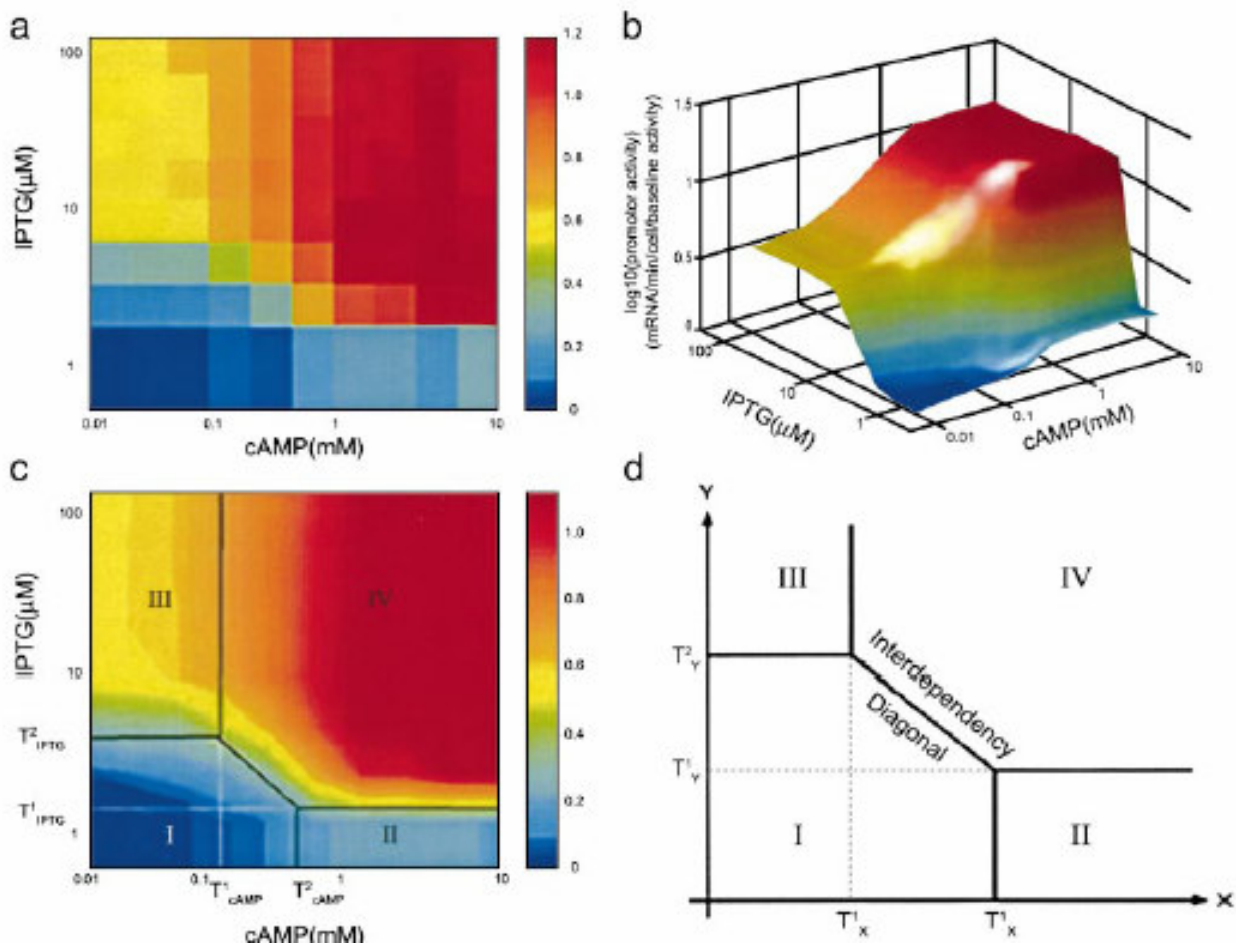 a
100
10
1
IPTG(μM)
0.01
0.1
1
10
cAMP(mM)
1.2
1.0
0.8
0.6
0.4
0.2
0
b
log10(promotor activity)
(mRNA/min/cell/baseline activity)
1.5
1
0.5
0
100
10
1
IPTG(μM)
0.01
0.1
1
10
cAMP(mM)
c
100
10
T²IPTG
T¹IPTG
1
IPTG(μM)
III
IV
I
II
0.01
0.1
1
10
T¹cAMP
T²cAMP
cAMP(mM)
1.0
0.8
0.6
0.4
0.2
0
d
Y
III
IV
T²Y
Interdependency
Diagonal
T¹Y
I
II
X
T¹X
T¹X